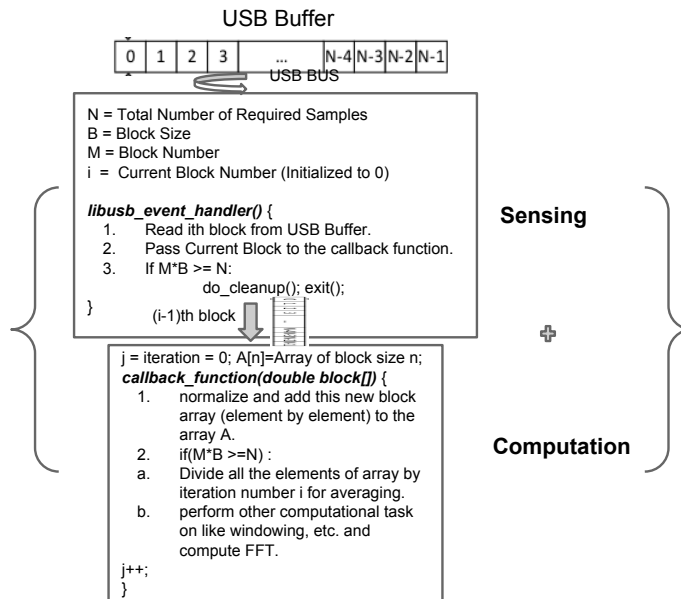 USB Buffer
0 1 2 3 ... N-4 N-3 N-2 N-1
USB BUS
N = Total Number of Required Samples
B = Block Size
M = Block Number
i = Current Block Number (Initialized to 0)
libusb_event_handler() {
1. Read ith block from USB Buffer.
2. Pass Current Block to the callback function.
3. If M*B >= N:
do_cleanup(); exit();
}
(i-1)th block
Sensing
+
j = iteration = 0; A[n]=Array of block size n;
callback_function(double block[]) {
1. normalize and add this new block
array (element by element) to the
array A.
2. if(M*B >=N) :
a. Divide all the elements of array by
iteration number i for averaging.
b. perform other computational task
on like windowing, etc. and
compute FFT.
j++;
}
Computation